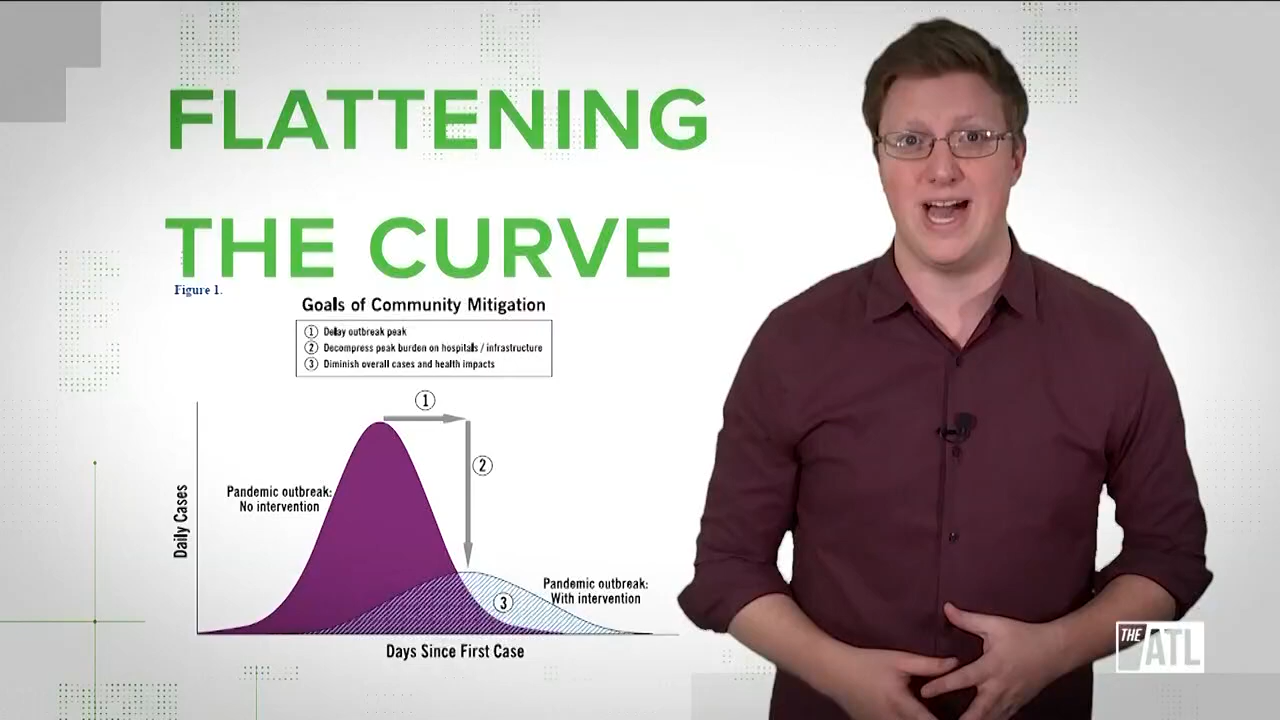 FLATTENING
THE CURVE
Figure 1.
Goals of Community Mitigation
1 Delay outbreak peak
2 Decompress peak burden on hospitals / infrastructure
3 Diminish overall cases and health impacts
1
2
Pandemic outbreak:
No intervention
Daily Cases
Pandemic outbreak:
With intervention
3
Days Since First Case
THE ATL